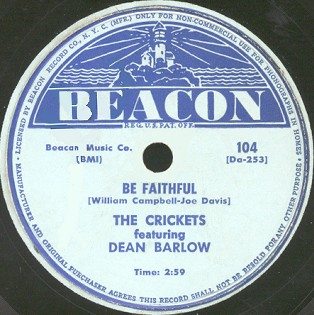 LICENSED BY BEACON RECORD CO., N. Y. C. (MFR.) ONLY FOR NON-COMMERCIAL USE FOR PHONOGRAPHS IN HOMES
BEACON
REG. U.S. PAT. OFF.
Beacon Music Co.
(BMI)
104
[Da-253]
BE FAITHFUL
[William Campbell-Joe Davis]
THE CRICKETS
featuring
DEAN BARLOW
Time: 2:59
AND ORIGINAL PURCHASER AGREES THIS RECORD SHALL NOT BE RESOLD FOR ANY OTHER PURPOSE